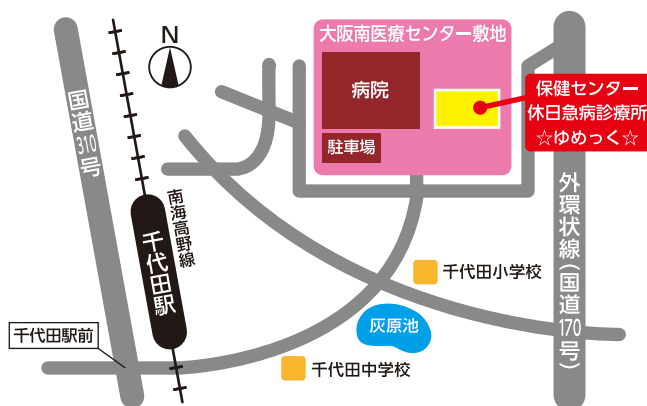 N
大阪南医療センター敷地
病院
駐車場
保健センター
休日急病診療所
☆ゆめっく☆
国道310号
南海高野線
千代田駅
外環状線(国道170号)
千代田小学校
灰原池
千代田駅前
千代田中学校